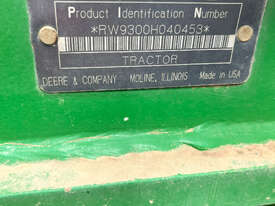 Product Identification Number
*RW9300H040453*
TRACTOR
DEERE & COMPANY MOLINE, ILLINOIS Made in USA